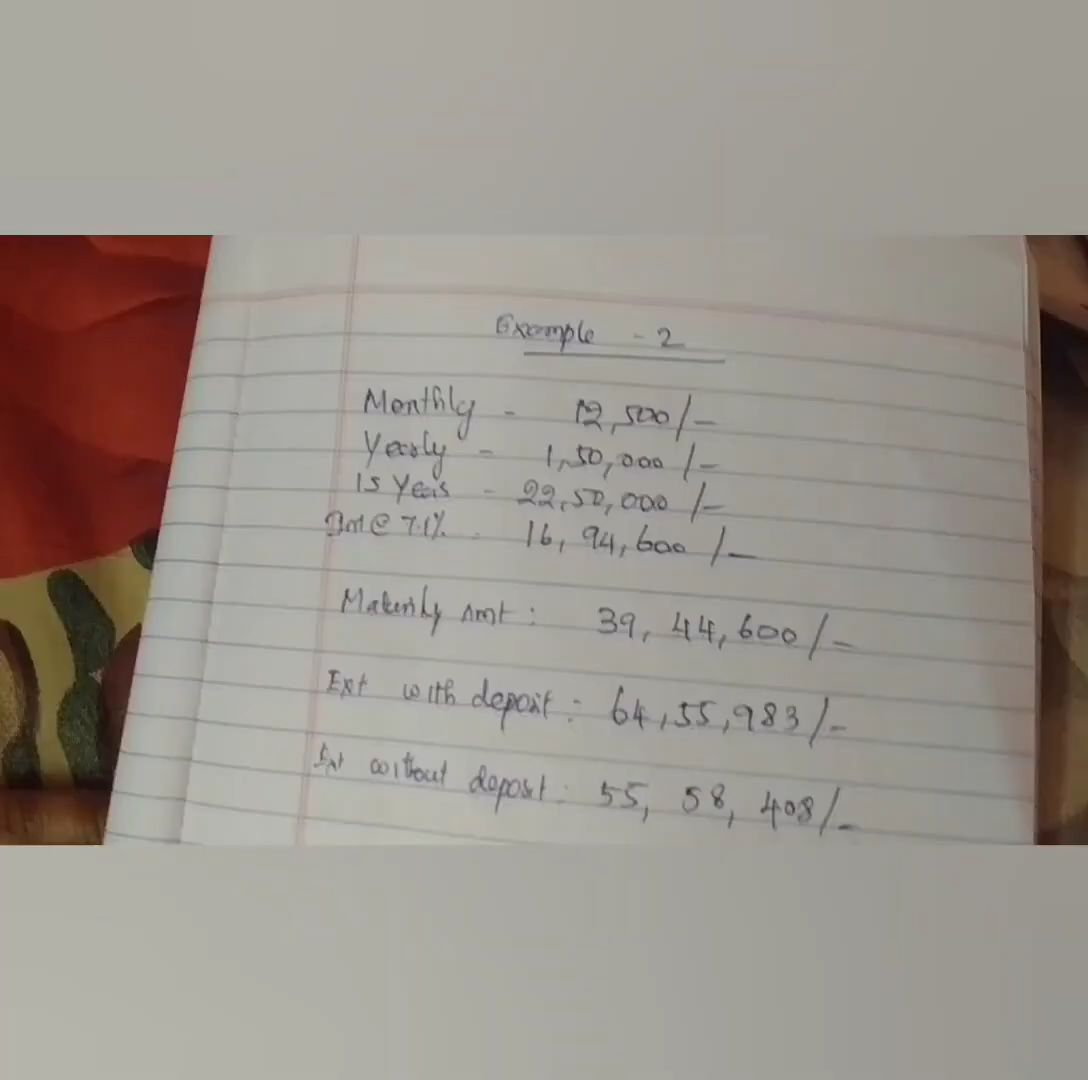 Example - 2
Monthly - 12,500/-
Yearly - 1,50,000/-
15 Years - 22,50,000/-
Int @ 7.1% - 16,94,600/-
Maturity Amt : 39,44,600/-
Ext with deposit : 64,55,983/-
Ext without deposit : 55,58,408/-